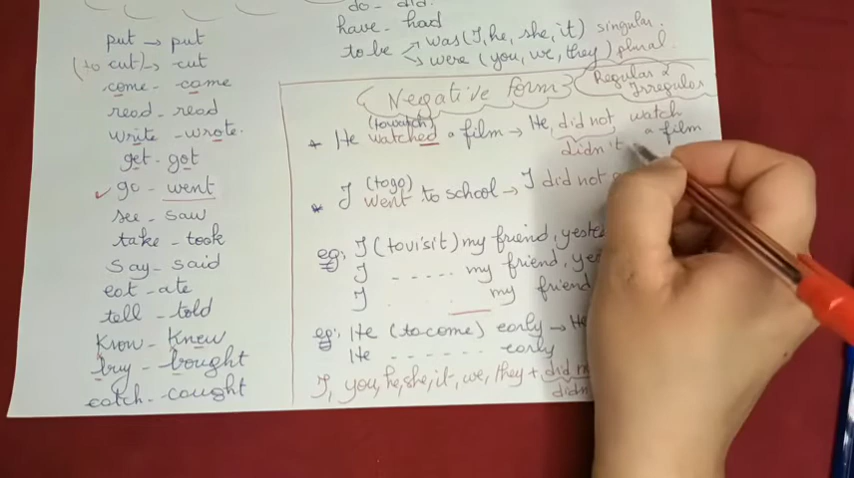 do - did.
have - had
to be was (I, he, she, it) singular.
were (you, we, they) plural.
put → put
(to cut) → cut
come - came
read - read
write - wrote.
get - got
go - went
see - saw
take - took
say - said
eat - ate
tell - told
Know - Knew
buy - bought
catch - caught
Negative form
Regular & Irregular
(to watch)
* He watched a film → He, did not watch a film
didn't
(to go)
* I went to school → I did not
eg: I (to visit) my friend, yeste
I ..... my friend, yes
I . my friend
eg: He (to come) early → He
He ...... early
I, you, he, she, it, we, they + did n
didn